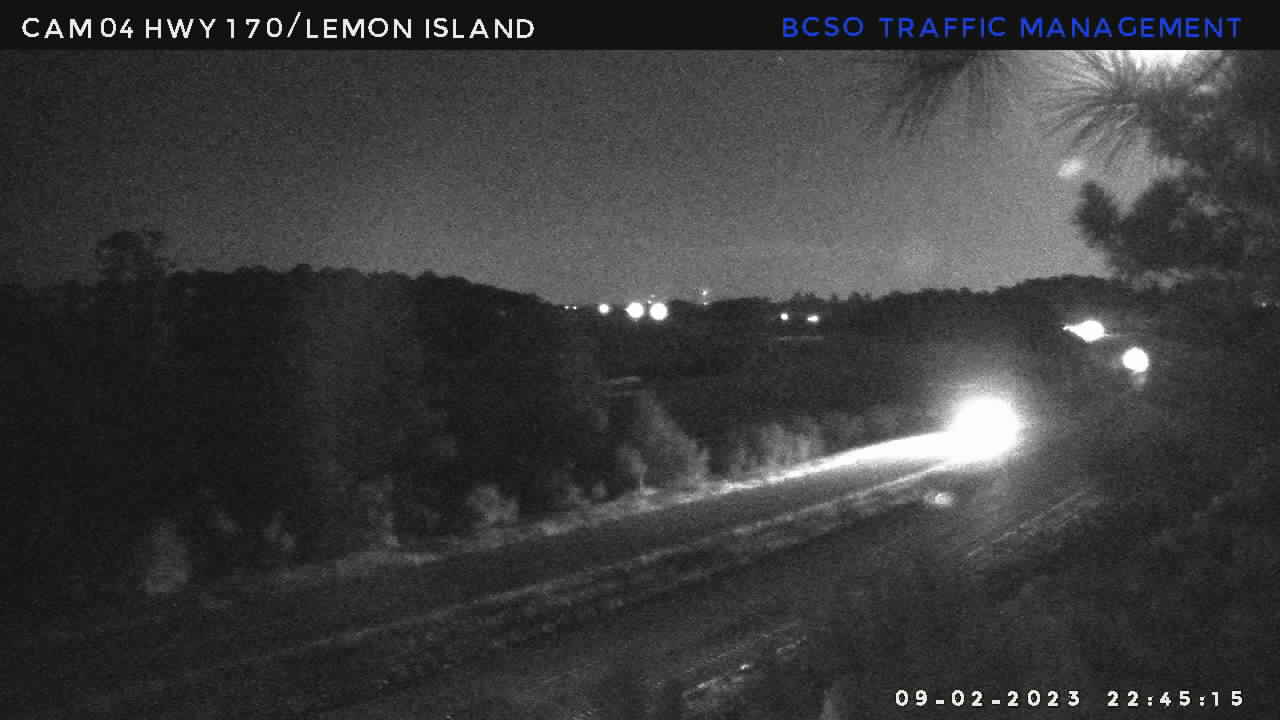 CAM04 HWY 170/LEMON ISLAND
BCSO TRAFFIC MANAGEMENT
09-02-2023 22:45:15